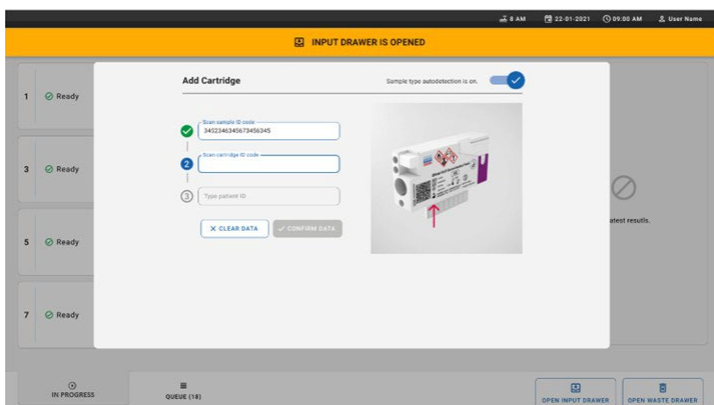 8 AM 22-01-2021 09:00 AM User Name
INPUT DRAWER IS OPENED
Add Cartridge
Sample type autodetection is on.
1 Ready
Scan sample ID code
3452346345673456345
3 Ready
2
Scan cartridge ID code
3
Type patient ID
CLEAR DATA
CONFIRM DATA
atest resutls.
5 Ready
7 Ready
IN PROGRESS
QUEUE (18)
OPEN INPUT DRAWER
OPEN WASTE DRAWER